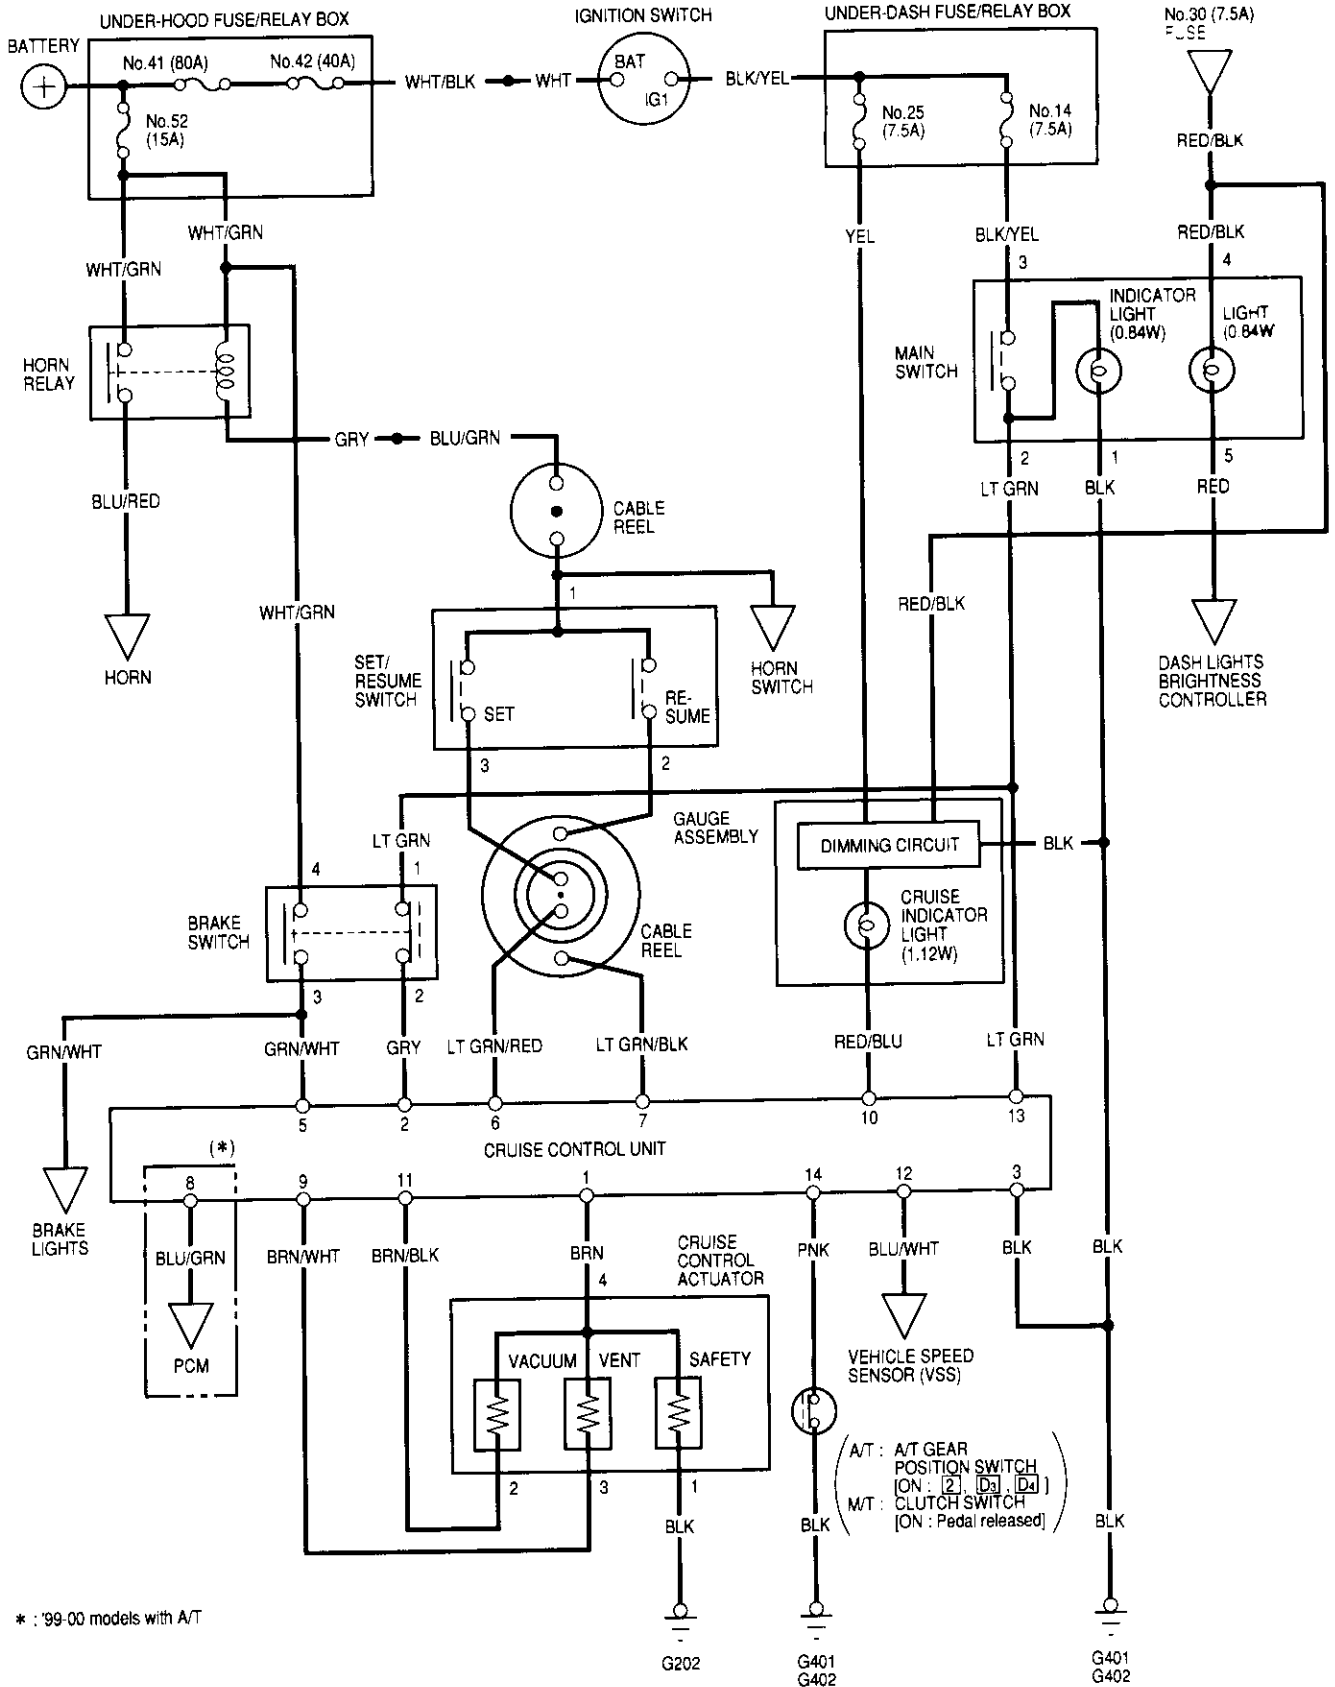 UNDER-HOOD FUSE/RELAY BOX
IGNITION SWITCH
UNDER-DASH FUSE/RELAY BOX
No.30 (7.5A)
FUSE
BATTERY
No.41 (80A)
No.42 (40A)
WHT/BLK
WHT
BAT
IG1
BLK/YEL
No.52
(15A)
No.25
(7.5A)
No.14
(7.5A)
RED/BLK
WHT/GRN
WHT/GRN
YEL
BLK/YEL
RED/BLK
3
4
INDICATOR
LIGHT
(0.84W)
LIGHT
(0.84W
HORN
RELAY
MAIN
SWITCH
GRY
BLU/GRN
2
1
5
BLU/RED
CABLE
REEL
LT GRN
BLK
RED
1
WHT/GRN
RED/BLK
HORN
SET/
RESUME
SWITCH
SET
RE-
SUME
HORN
SWITCH
DASH LIGHTS
BRIGHTNESS
CONTROLLER
3
2
LT GRN
GAUGE
ASSEMBLY
DIMMING CIRCUIT
BLK
4
1
BRAKE
SWITCH
CABLE
REEL
CRUISE
INDICATOR
LIGHT
(1.12W)
3
2
GRN/WHT
GRN/WHT
GRY
LT GRN/RED
LT GRN/BLK
RED/BLU
LT GRN
5
2
6
7
10
13
(*)
CRUISE CONTROL UNIT
8
9
11
1
14
12
3
BRAKE
LIGHTS
BLU/GRN
BRN/WHT
BRN/BLK
BRN
CRUISE
CONTROL
ACTUATOR
PNK
BLU/WHT
BLK
BLK
4
PCM
VACUUM
VENT
SAFETY
VEHICLE SPEED
SENSOR (VSS)
A/T : A/T GEAR
POSITION SWITCH
[ON : 2, D3, D4 ]
M/T : CLUTCH SWITCH
[ON : Pedal released]
2
3
1
BLK
BLK
BLK
* : '99-00 models with A/T
G202
G401
G402
G401
G402